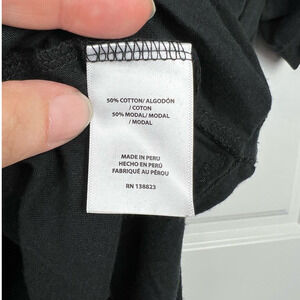 50% COTTON/ ALGODÓN
/ COTON
50% MODAL/ MODAL
/ MODAL
MADE IN PERU
HECHO EN PERÚ
FABRIQUÉ AU PÉROU
RN 138823